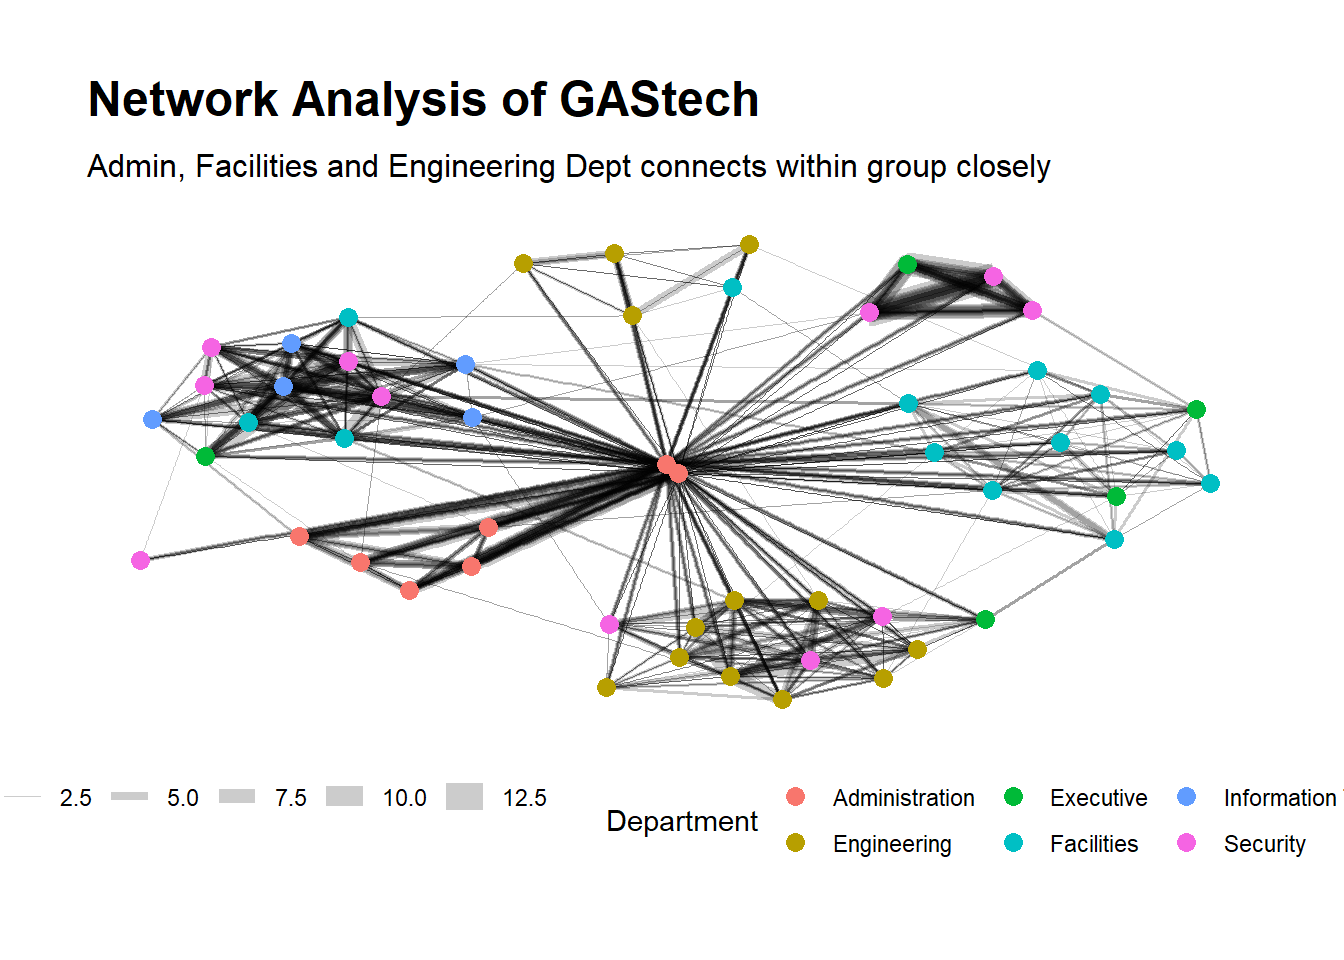 Network Analysis of GAStech
Admin, Facilities and Engineering Dept connects within group closely
2.5 5.0 7.5 10.0 12.5
Department
Administration Executive Information
Engineering Facilities Security